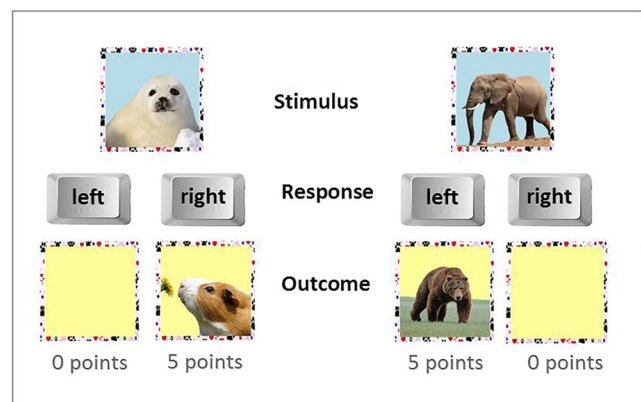 Stimulus
left right Response left right
Outcome
0 points 5 points 5 points 0 points